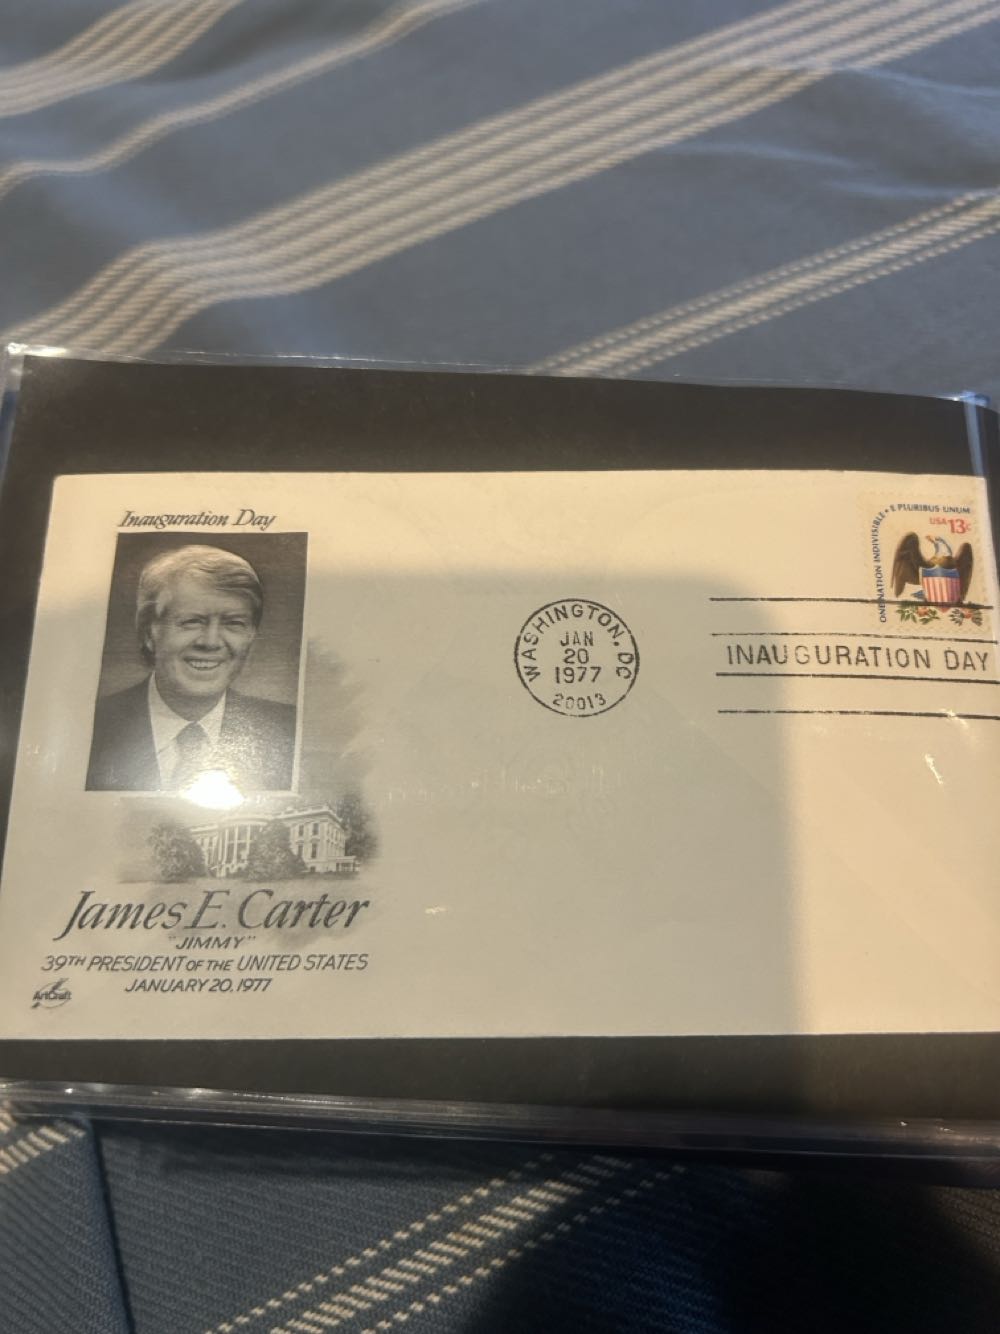 Inauguration Day
James E. Carter
"JIMMY"
39TH PRESIDENT OF THE UNITED STATES
JANUARY 20, 1977
ArtCraft
WASHINGTON, DC
JAN
20
1977
20013
ONE NATION INDIVISIBLE • E PLURIBUS UNUM
USA 13c
INAUGURATION DAY